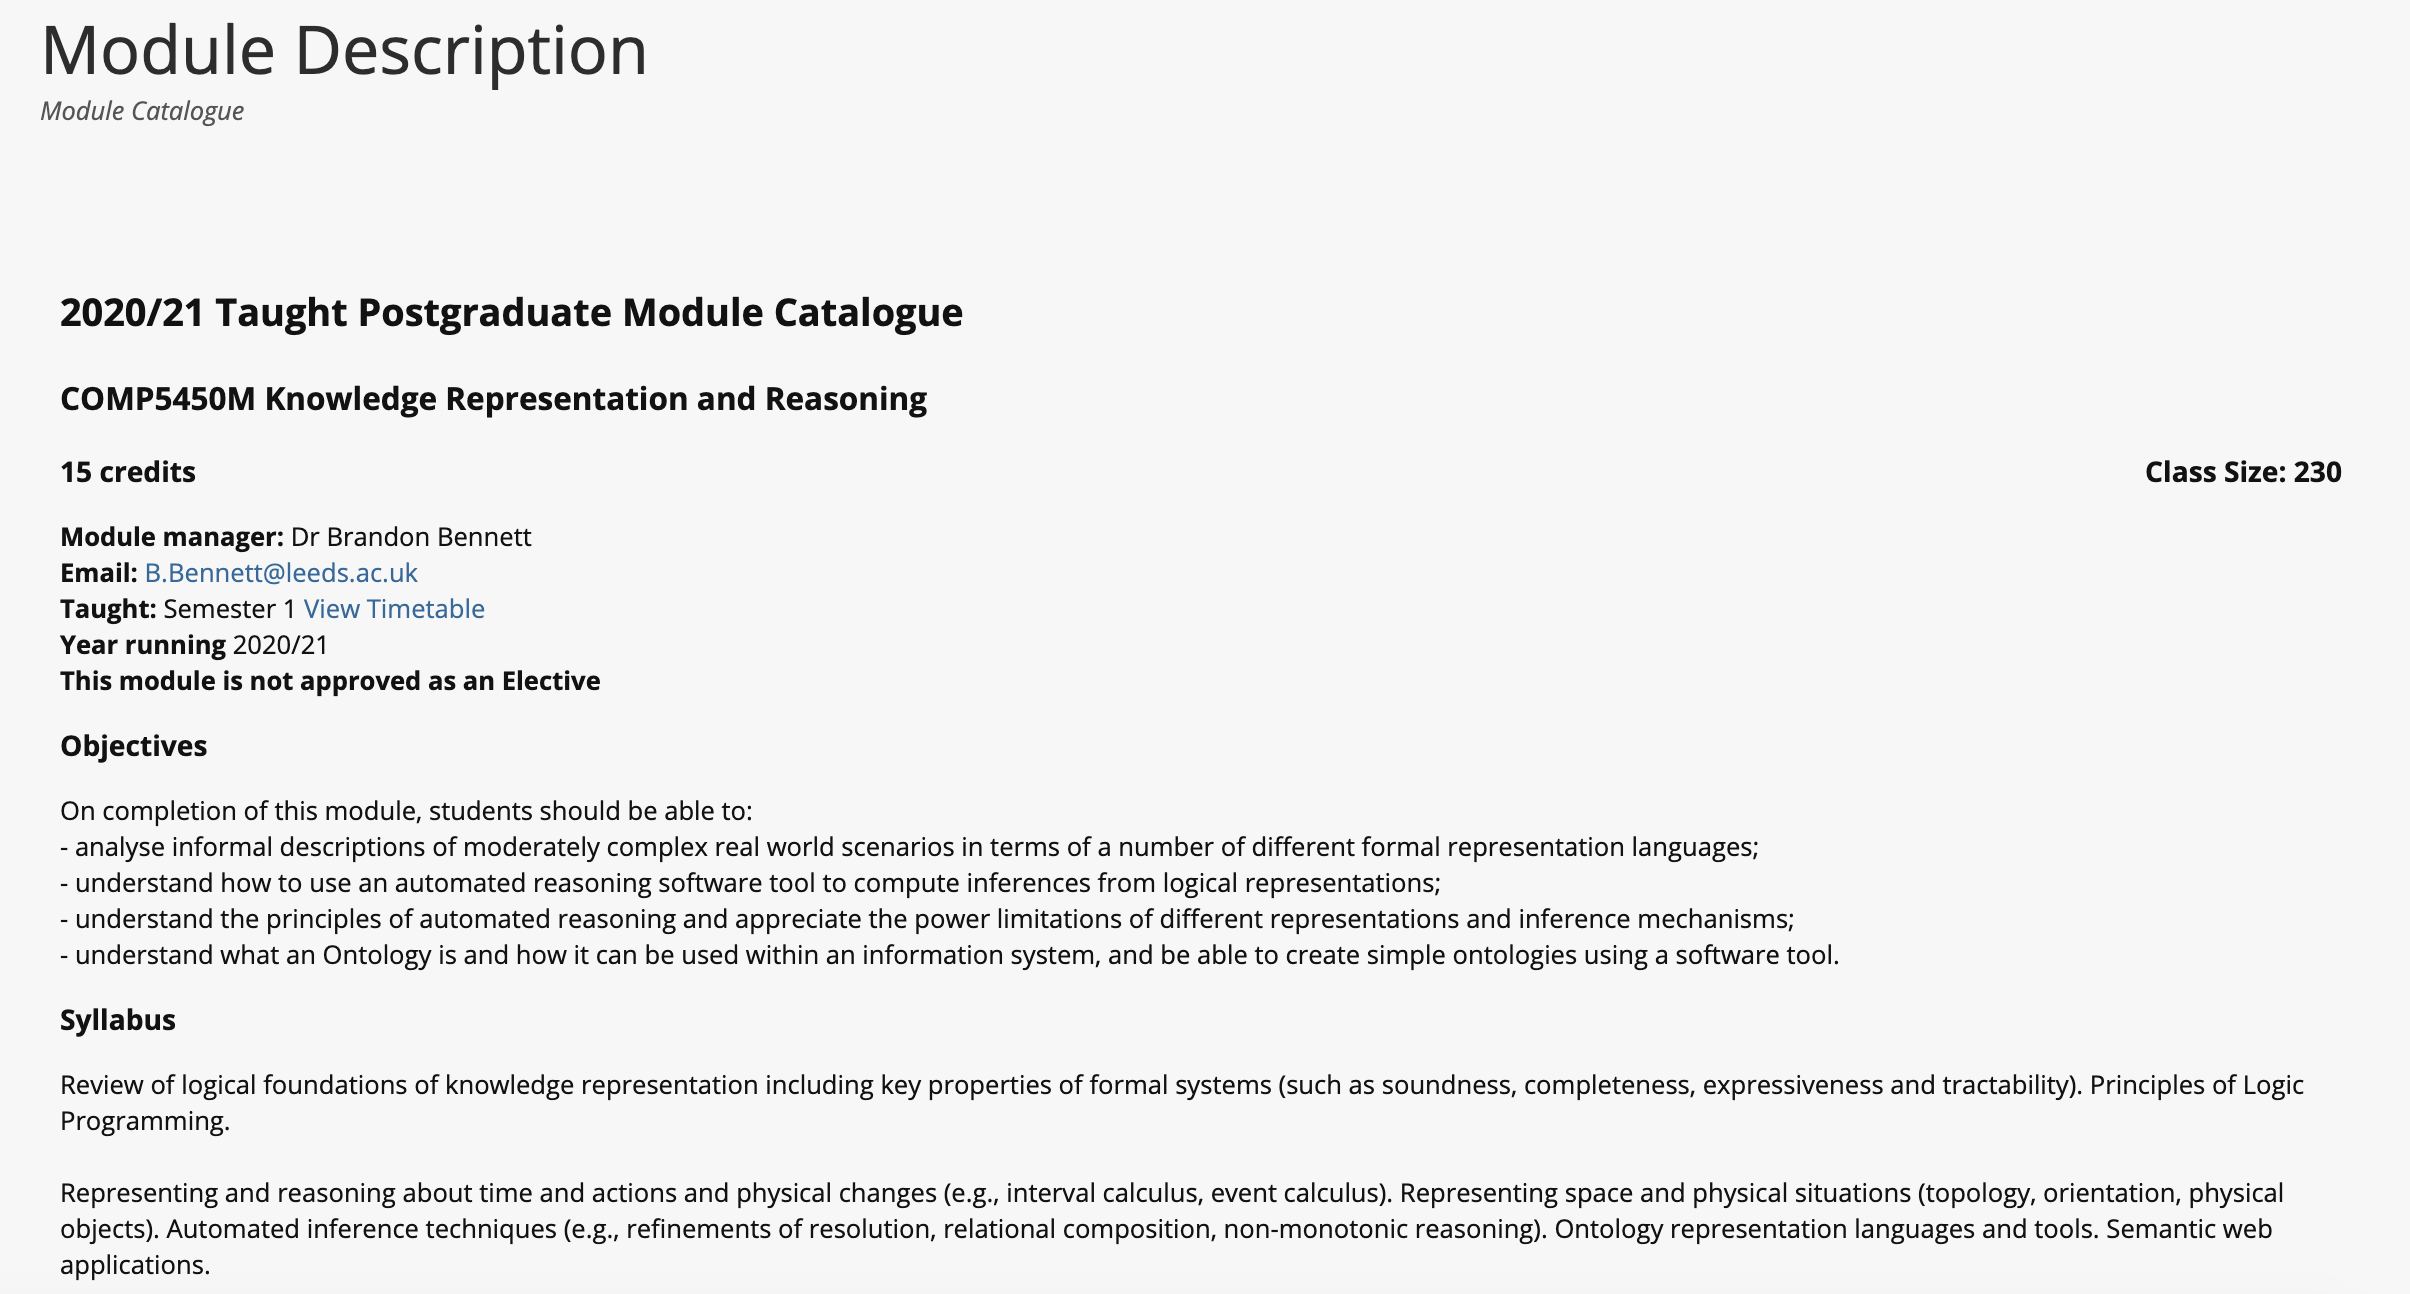 Module Description
Module Catalogue
2020/21 Taught Postgraduate Module Catalogue
COMP5450M Knowledge Representation and Reasoning
15 credits
Class Size: 230
Module manager: Dr Brandon Bennett
Email: B.Bennett@leeds.ac.uk
Taught: Semester 1 View Timetable
Year running 2020/21
This module is not approved as an Elective
Objectives
On completion of this module, students should be able to:
- analyse informal descriptions of moderately complex real world scenarios in terms of a number of different formal representation languages;
- understand how to use an automated reasoning software tool to compute inferences from logical representations;
- understand the principles of automated reasoning and appreciate the power limitations of different representations and inference mechanisms;
- understand what an Ontology is and how it can be used within an information system, and be able to create simple ontologies using a software tool.
Syllabus
Review of logical foundations of knowledge representation including key properties of formal systems (such as soundness, completeness, expressiveness and tractability). Principles of Logic
Programming.
Representing and reasoning about time and actions and physical changes (e.g., interval calculus, event calculus). Representing space and physical situations (topology, orientation, physical
objects). Automated inference techniques (e.g., refinements of resolution, relational composition, non-monotonic reasoning). Ontology representation languages and tools. Semantic web
applications.